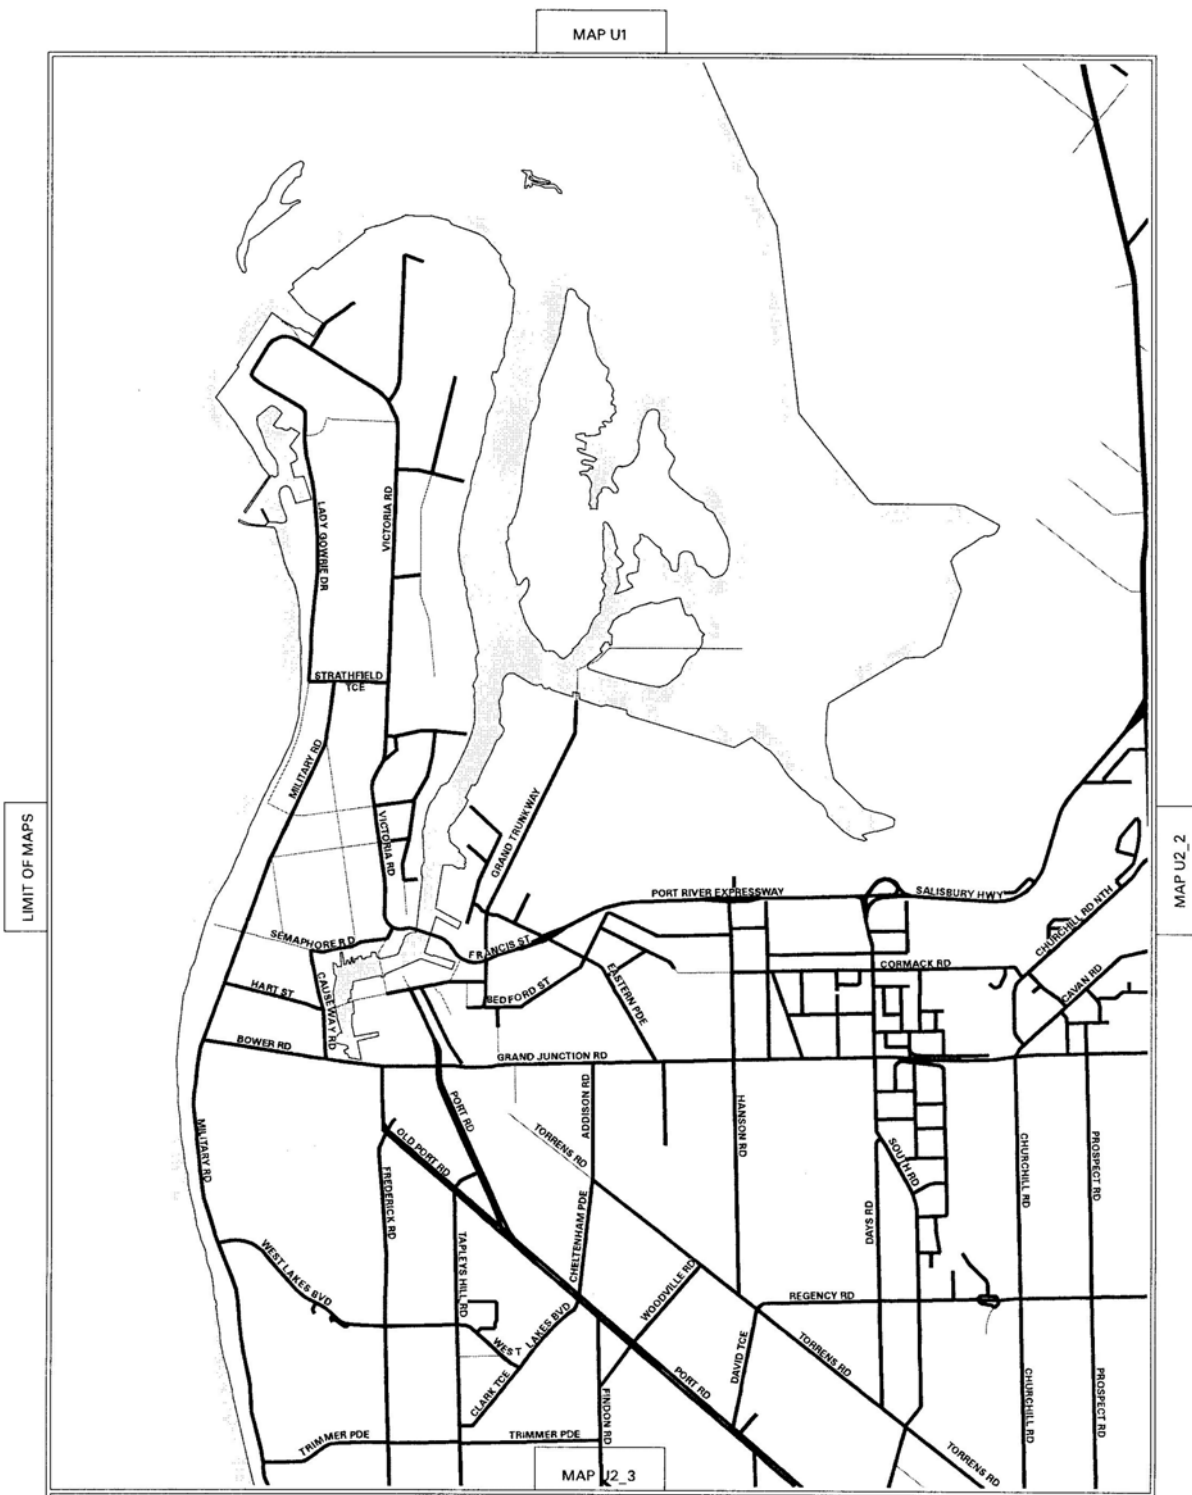 MAP U1
LADY GOWRIE DR
VICTORIA RD
STRATHFIELD
TCE
MILITARY RD
VICTORIA RD
GRAND TRUNKWAY
LIMIT OF MAPS
MAP U2_2
PORT RIVER EXPRESSWAY
SALISBURY HWY
CHURCHILL RD NTH
SEMAPHORE RD
FRANCIS ST
CORMACK RD
CAVAN RD
HART ST
CAUSEWAY RD
BEDFORD ST
EASTERN PDE
BOWER RD
GRAND JUNCTION RD
PORT RD
ADDISON RD
HANSON RD
TORRENS RD
OLD PORT RD
MILITARY RD
FREDERICK RD
SOUTH RD
CHURCHILL RD
PROSPECT RD
CHELTENHAM PDE
DAYS RD
WEST LAKES BVD
TAPLEYS HILL RD
WOODVILLE RD
REGENCY RD
WEST LAKES BVD
CLARK TCE
DAVID TCE
TORRENS RD
PORT RD
FINDON RD
CHURCHILL RD
PROSPECT RD
TRIMMER PDE
TRIMMER PDE
TORRENS RD
MAP U2_3